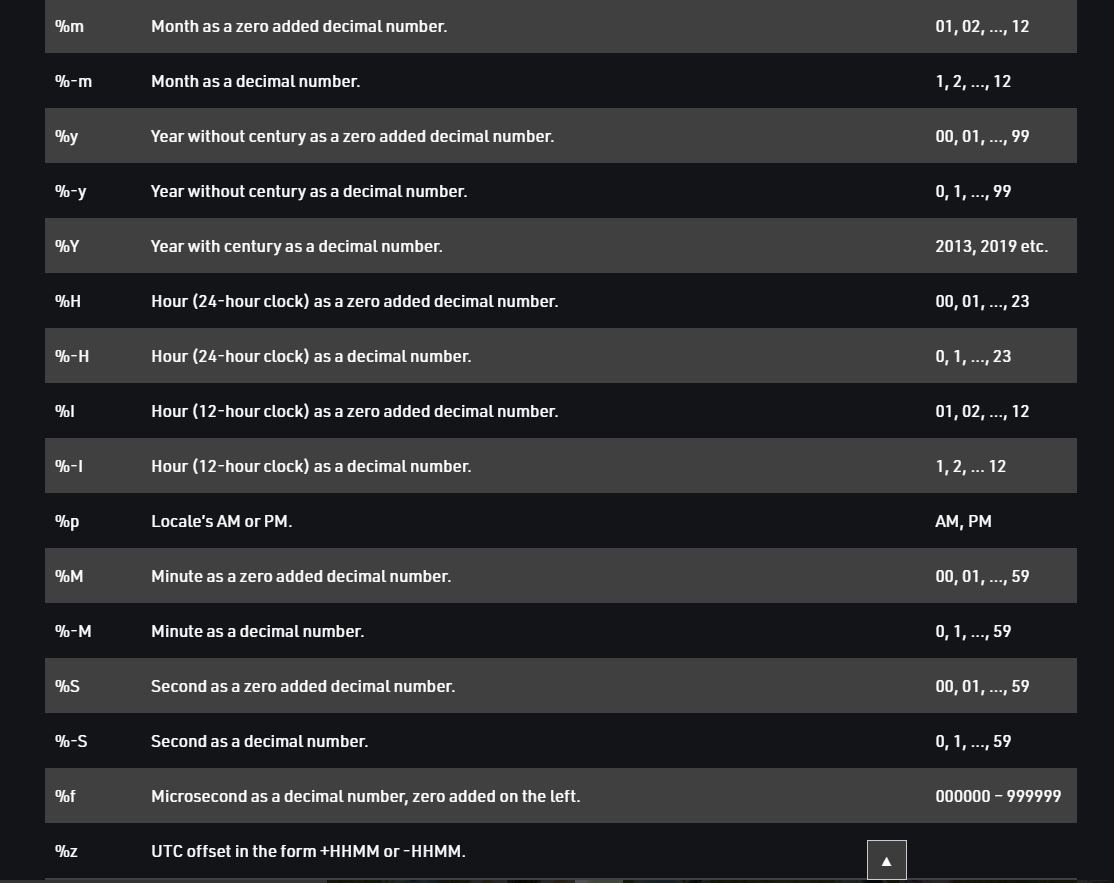 %m Month as a zero added decimal number. 01, 02, ..., 12
%-m Month as a decimal number. 1, 2, ..., 12
%y Year without century as a zero added decimal number. 00, 01, ..., 99
%-y Year without century as a decimal number. 0, 1, ..., 99
%Y Year with century as a decimal number. 2013, 2019 etc.
%H Hour (24-hour clock) as a zero added decimal number. 00, 01, ..., 23
%-H Hour (24-hour clock) as a decimal number. 0, 1, ..., 23
%I Hour (12-hour clock) as a zero added decimal number. 01, 02, ..., 12
%-I Hour (12-hour clock) as a decimal number. 1, 2, ... 12
%p Locale’s AM or PM. AM, PM
%M Minute as a zero added decimal number. 00, 01, ..., 59
%-M Minute as a decimal number. 0, 1, ..., 59
%S Second as a zero added decimal number. 00, 01, ..., 59
%-S Second as a decimal number. 0, 1, ..., 59
%f Microsecond as a decimal number, zero added on the left. 000000 – 999999
%z UTC offset in the form +HHMM or -HHMM.